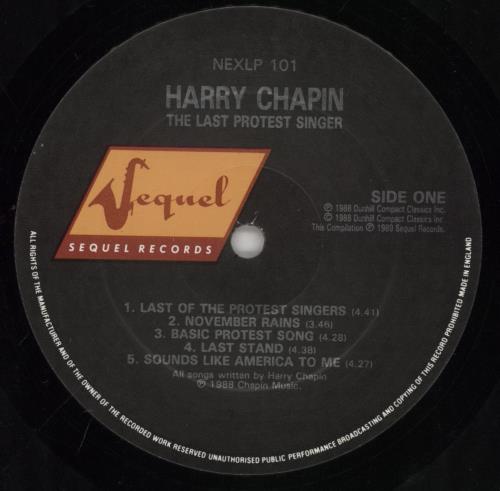 NEXLP 101
HARRY CHAPIN
THE LAST PROTEST SINGER
Sequel
SEQUEL RECORDS
SIDE ONE
℗ 1988 Dunhill Compact Classics Inc.
© 1988 Dunhill Compact Classics Inc.
This Compilation ℗ 1989 Sequel Records.
1. LAST OF THE PROTEST SINGERS (4.41)
2. NOVEMBER RAINS (3.46)
3. BASIC PROTEST SONG (4.28)
4. LAST STAND (4.38)
5. SOUNDS LIKE AMERICA TO ME (4.27)
All songs written by Harry Chapin
℗ 1988 Chapin Music.
ALL RIGHTS OF THE MANUFACTURER AND OF THE OWNER OF THE RECORDED WORK RESERVED UNAUTHORISED PUBLIC PERFORMANCE BROADCASTING AND COPYING OF THIS RECORD PROHIBITED MADE IN ENGLAND